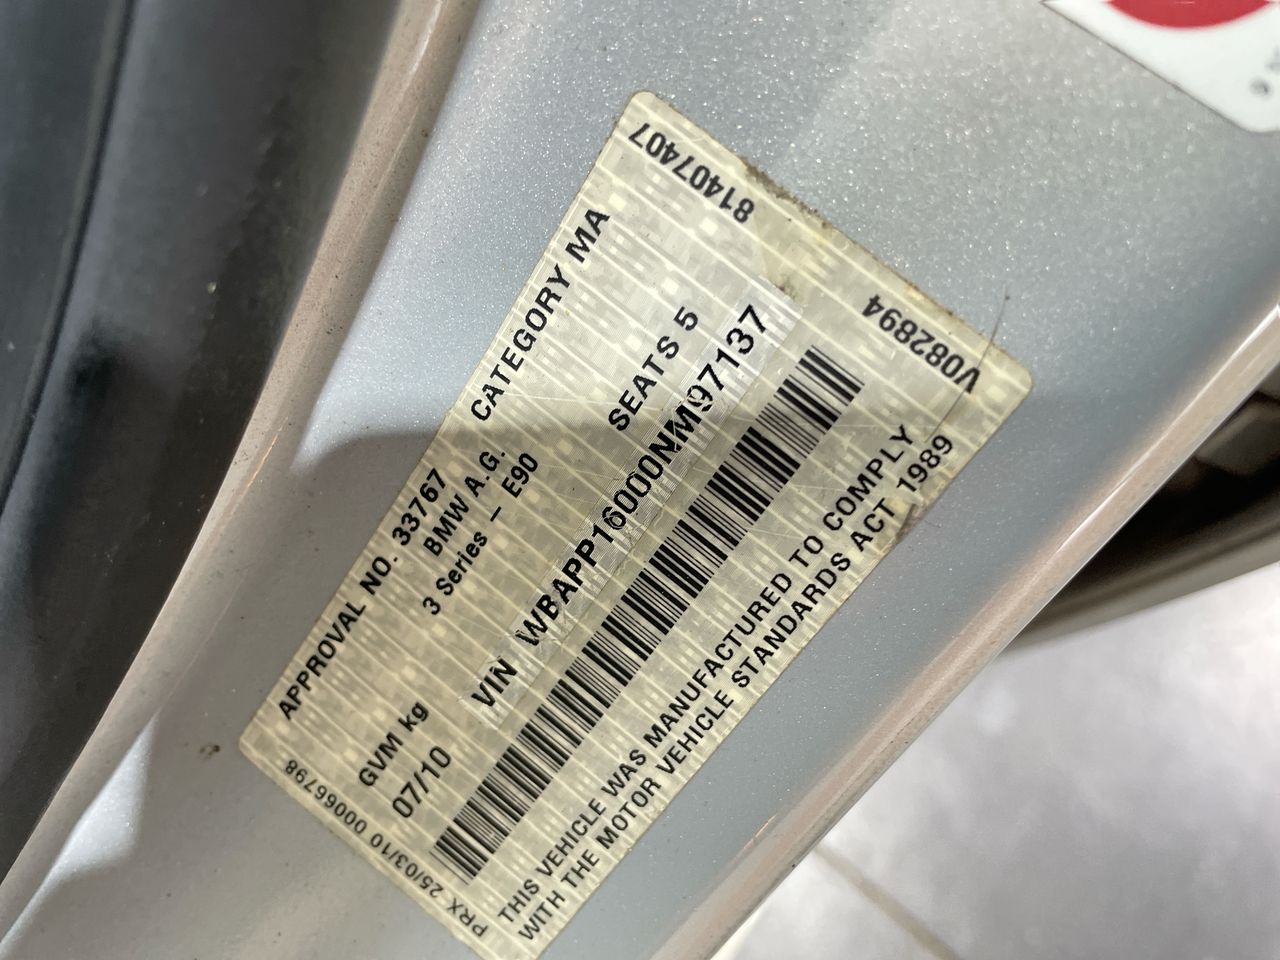 APPROVAL NO. 33767 CATEGORY MA
BMW A.G.
3 Series – E90
GVM kg SEATS 5
07/10
VIN WBAPP16000NM97137
THIS VEHICLE WAS MANUFACTURED TO COMPLY
WITH THE MOTOR VEHICLE STANDARDS ACT 1989
PRX 25/03/10 00066798
81407407
V082894